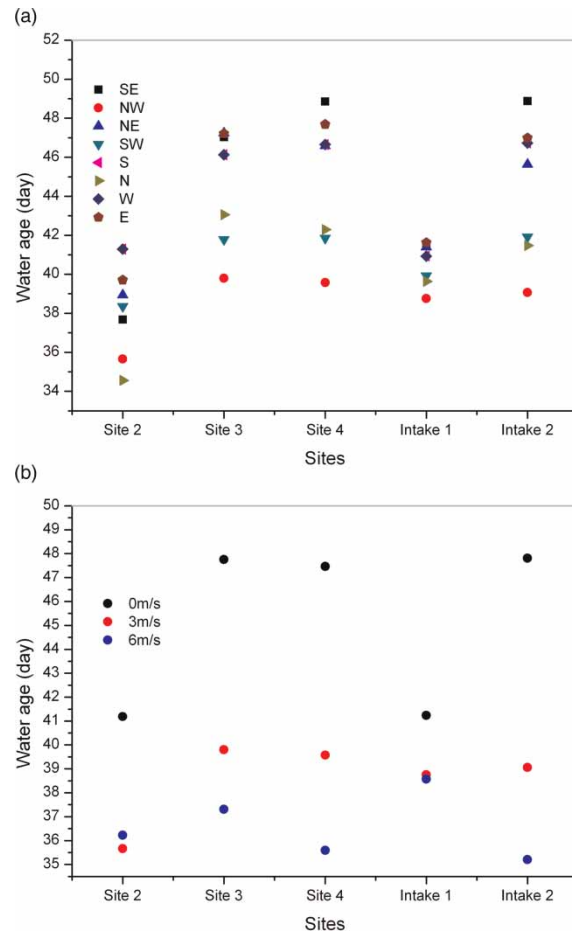 (a)
52
50
48
46
44
42
40
38
36
34
Water age (day)
SE
NW
NE
SW
S
N
W
E
Site 2 Site 3 Site 4 Intake 1 Intake 2
Sites
(b)
50
49
48
47
46
45
44
43
42
41
40
39
38
37
36
35
Water age (day)
0m/s
3m/s
6m/s
Site 2 Site 3 Site 4 Intake 1 Intake 2
Sites